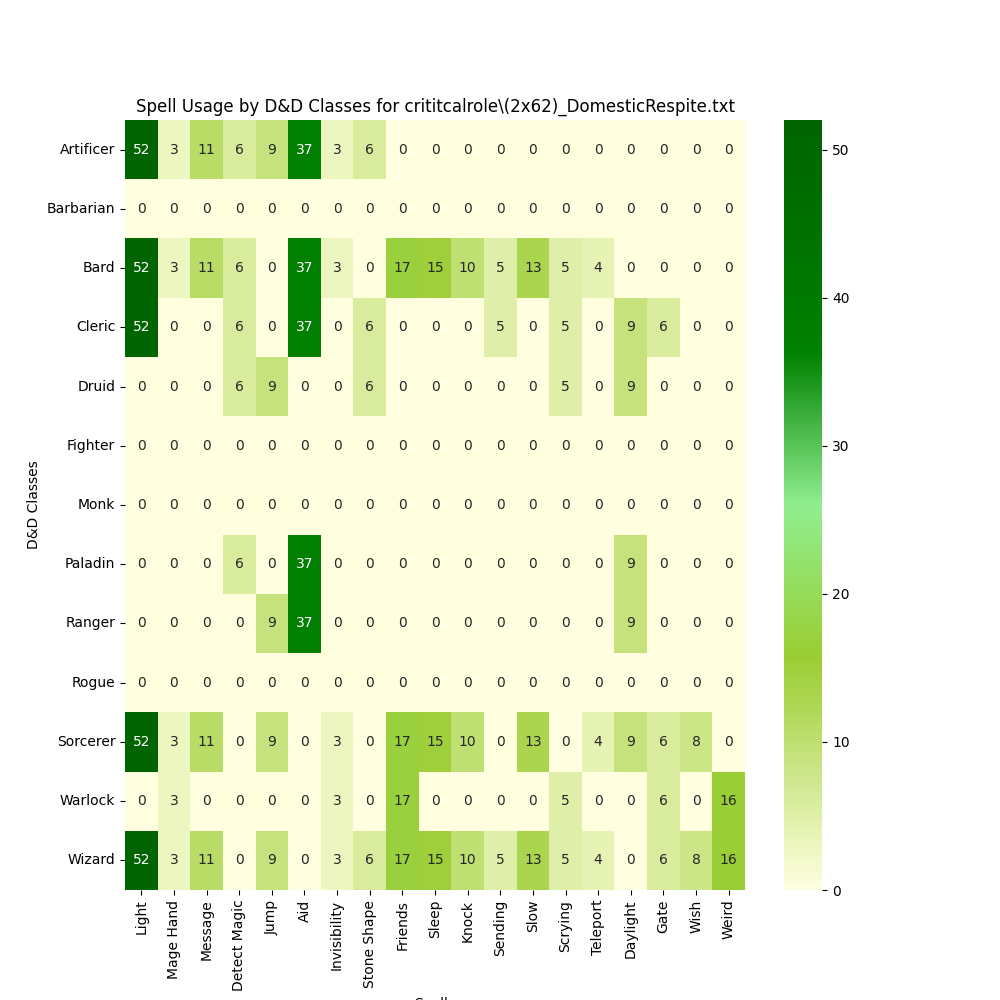 Spell Usage by D&D Classes for crititcalrole\(2x62)_DomesticRespite.txt
D&D Classes
Artificer 52 3 11 6 9 37 3 6 0 0 0 0 0 0 0 0 0 0 0
Barbarian 0 0 0 0 0 0 0 0 0 0 0 0 0 0 0 0 0 0 0
Bard 52 3 11 6 0 37 3 0 17 15 10 5 13 5 4 0 0 0 0
Cleric 52 0 0 6 0 37 0 6 0 0 0 5 0 5 0 9 6 0 0
Druid 0 0 0 6 9 0 0 6 0 0 0 0 0 5 0 9 0 0 0
Fighter 0 0 0 0 0 0 0 0 0 0 0 0 0 0 0 0 0 0 0
Monk 0 0 0 0 0 0 0 0 0 0 0 0 0 0 0 0 0 0 0
Paladin 0 0 0 6 0 37 0 0 0 0 0 0 0 0 0 9 0 0 0
Ranger 0 0 0 0 9 37 0 0 0 0 0 0 0 0 0 9 0 0 0
Rogue 0 0 0 0 0 0 0 0 0 0 0 0 0 0 0 0 0 0 0
Sorcerer 52 3 11 0 9 0 3 0 17 15 10 0 13 0 4 9 6 8 0
Warlock 0 3 0 0 0 0 3 0 17 0 0 0 0 5 0 0 6 0 16
Wizard 52 3 11 0 9 0 3 6 17 15 10 5 13 5 4 0 6 8 16
Light
Mage Hand
Message
Detect Magic
Jump
Aid
Invisibility
Stone Shape
Friends
Sleep
Knock
Sending
Slow
Scrying
Teleport
Daylight
Gate
Wish
Weird
50
40
30
20
10
0